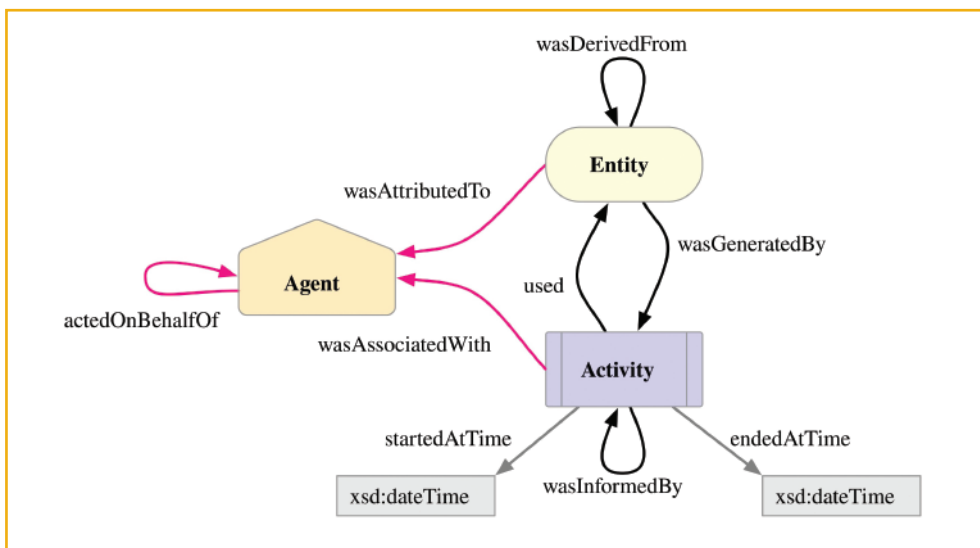 wasDerivedFrom
Entity
wasAttributedTo
wasGeneratedBy
Agent
used
actedOnBehalfOf
wasAssociatedWith
Activity
startedAtTime
endedAtTime
wasInformedBy
xsd:dateTime
xsd:dateTime